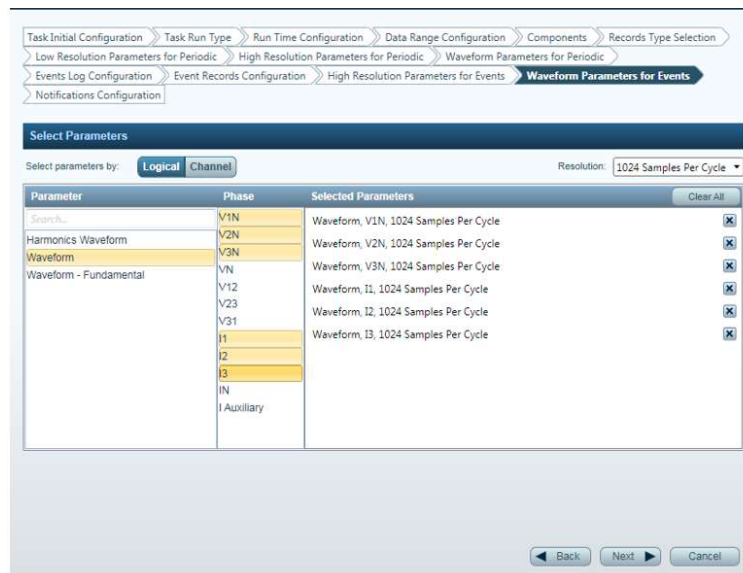 Task Initial Configuration Task Run Type Run Time Configuration Data Range Configuration Components Records Type Selection
Low Resolution Parameters for Periodic High Resolution Parameters for Periodic Waveform Parameters for Periodic
Events Log Configuration Event Records Configuration High Resolution Parameters for Events Waveform Parameters for Events
Notifications Configuration
Select Parameters
Select parameters by: Logical Channel Resolution: 1024 Samples Per Cycle
Parameter Phase Selected Parameters Clear All
Search... V1N Waveform, V1N, 1024 Samples Per Cycle
Harmonics Waveform V2N Waveform, V2N, 1024 Samples Per Cycle
Waveform V3N Waveform, V3N, 1024 Samples Per Cycle
Waveform - Fundamental VN
V12 Waveform, I1, 1024 Samples Per Cycle
V23 Waveform, I2, 1024 Samples Per Cycle
V31 Waveform, I3, 1024 Samples Per Cycle
I1
I2
I3
IN
I Auxiliary
Back Next Cancel